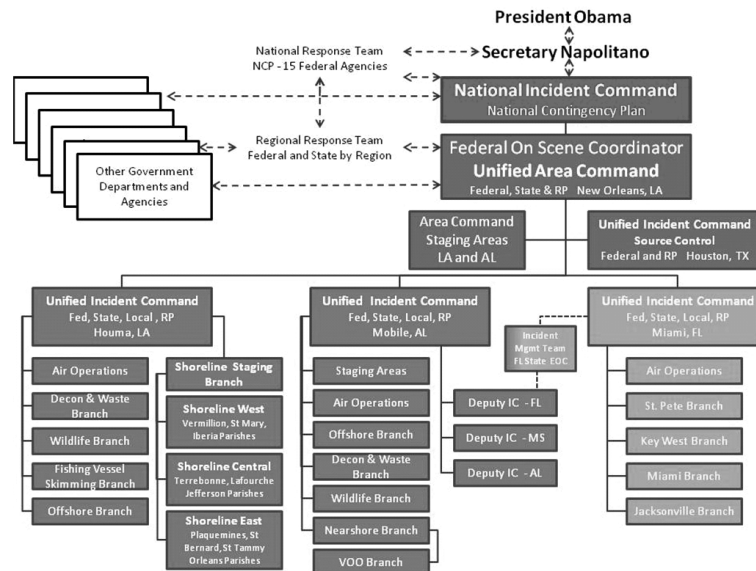 President Obama
National Response Team
NCP - 15 Federal Agencies
Secretary Napolitano
National Incident Command
National Contingency Plan
Regional Response Team
Federal and State by Region
Federal On Scene Coordinator
Unified Area Command
Federal, State & RP New Orleans, LA
Other Government
Departments and
Agencies
Area Command
Staging Areas
LA and AL
Unified Incident Command
Source Control
Federal and RP Houston, TX
Unified Incident Command
Fed, State, Local , RP
Houma, LA
Air Operations
Decon & Waste
Branch
Wildlife Branch
Fishing Vessel
Skimming Branch
Offshore Branch
Shoreline Staging
Branch
Shoreline West
Vermillion, St Mary,
Iberia Parishes
Shoreline Central
Terrebonne, Lafourche
Jefferson Parishes
Shoreline East
Plaquemines, St
Bernard, St Tammy
Orleans Parishes
Unified Incident Command
Fed, State, Local, RP
Mobile, AL
Staging Areas
Air Operations
Offshore Branch
Decon & Waste
Branch
Wildlife Branch
Nearshore Branch
VOO Branch
Deputy IC - FL
Deputy IC - MS
Deputy IC - AL
Incident
Mgmt Team
FL State EOC
Unified Incident Command
Fed, State, Local, RP
Miami, FL
Air Operations
St. Pete Branch
Key West Branch
Miami Branch
Jacksonville Branch